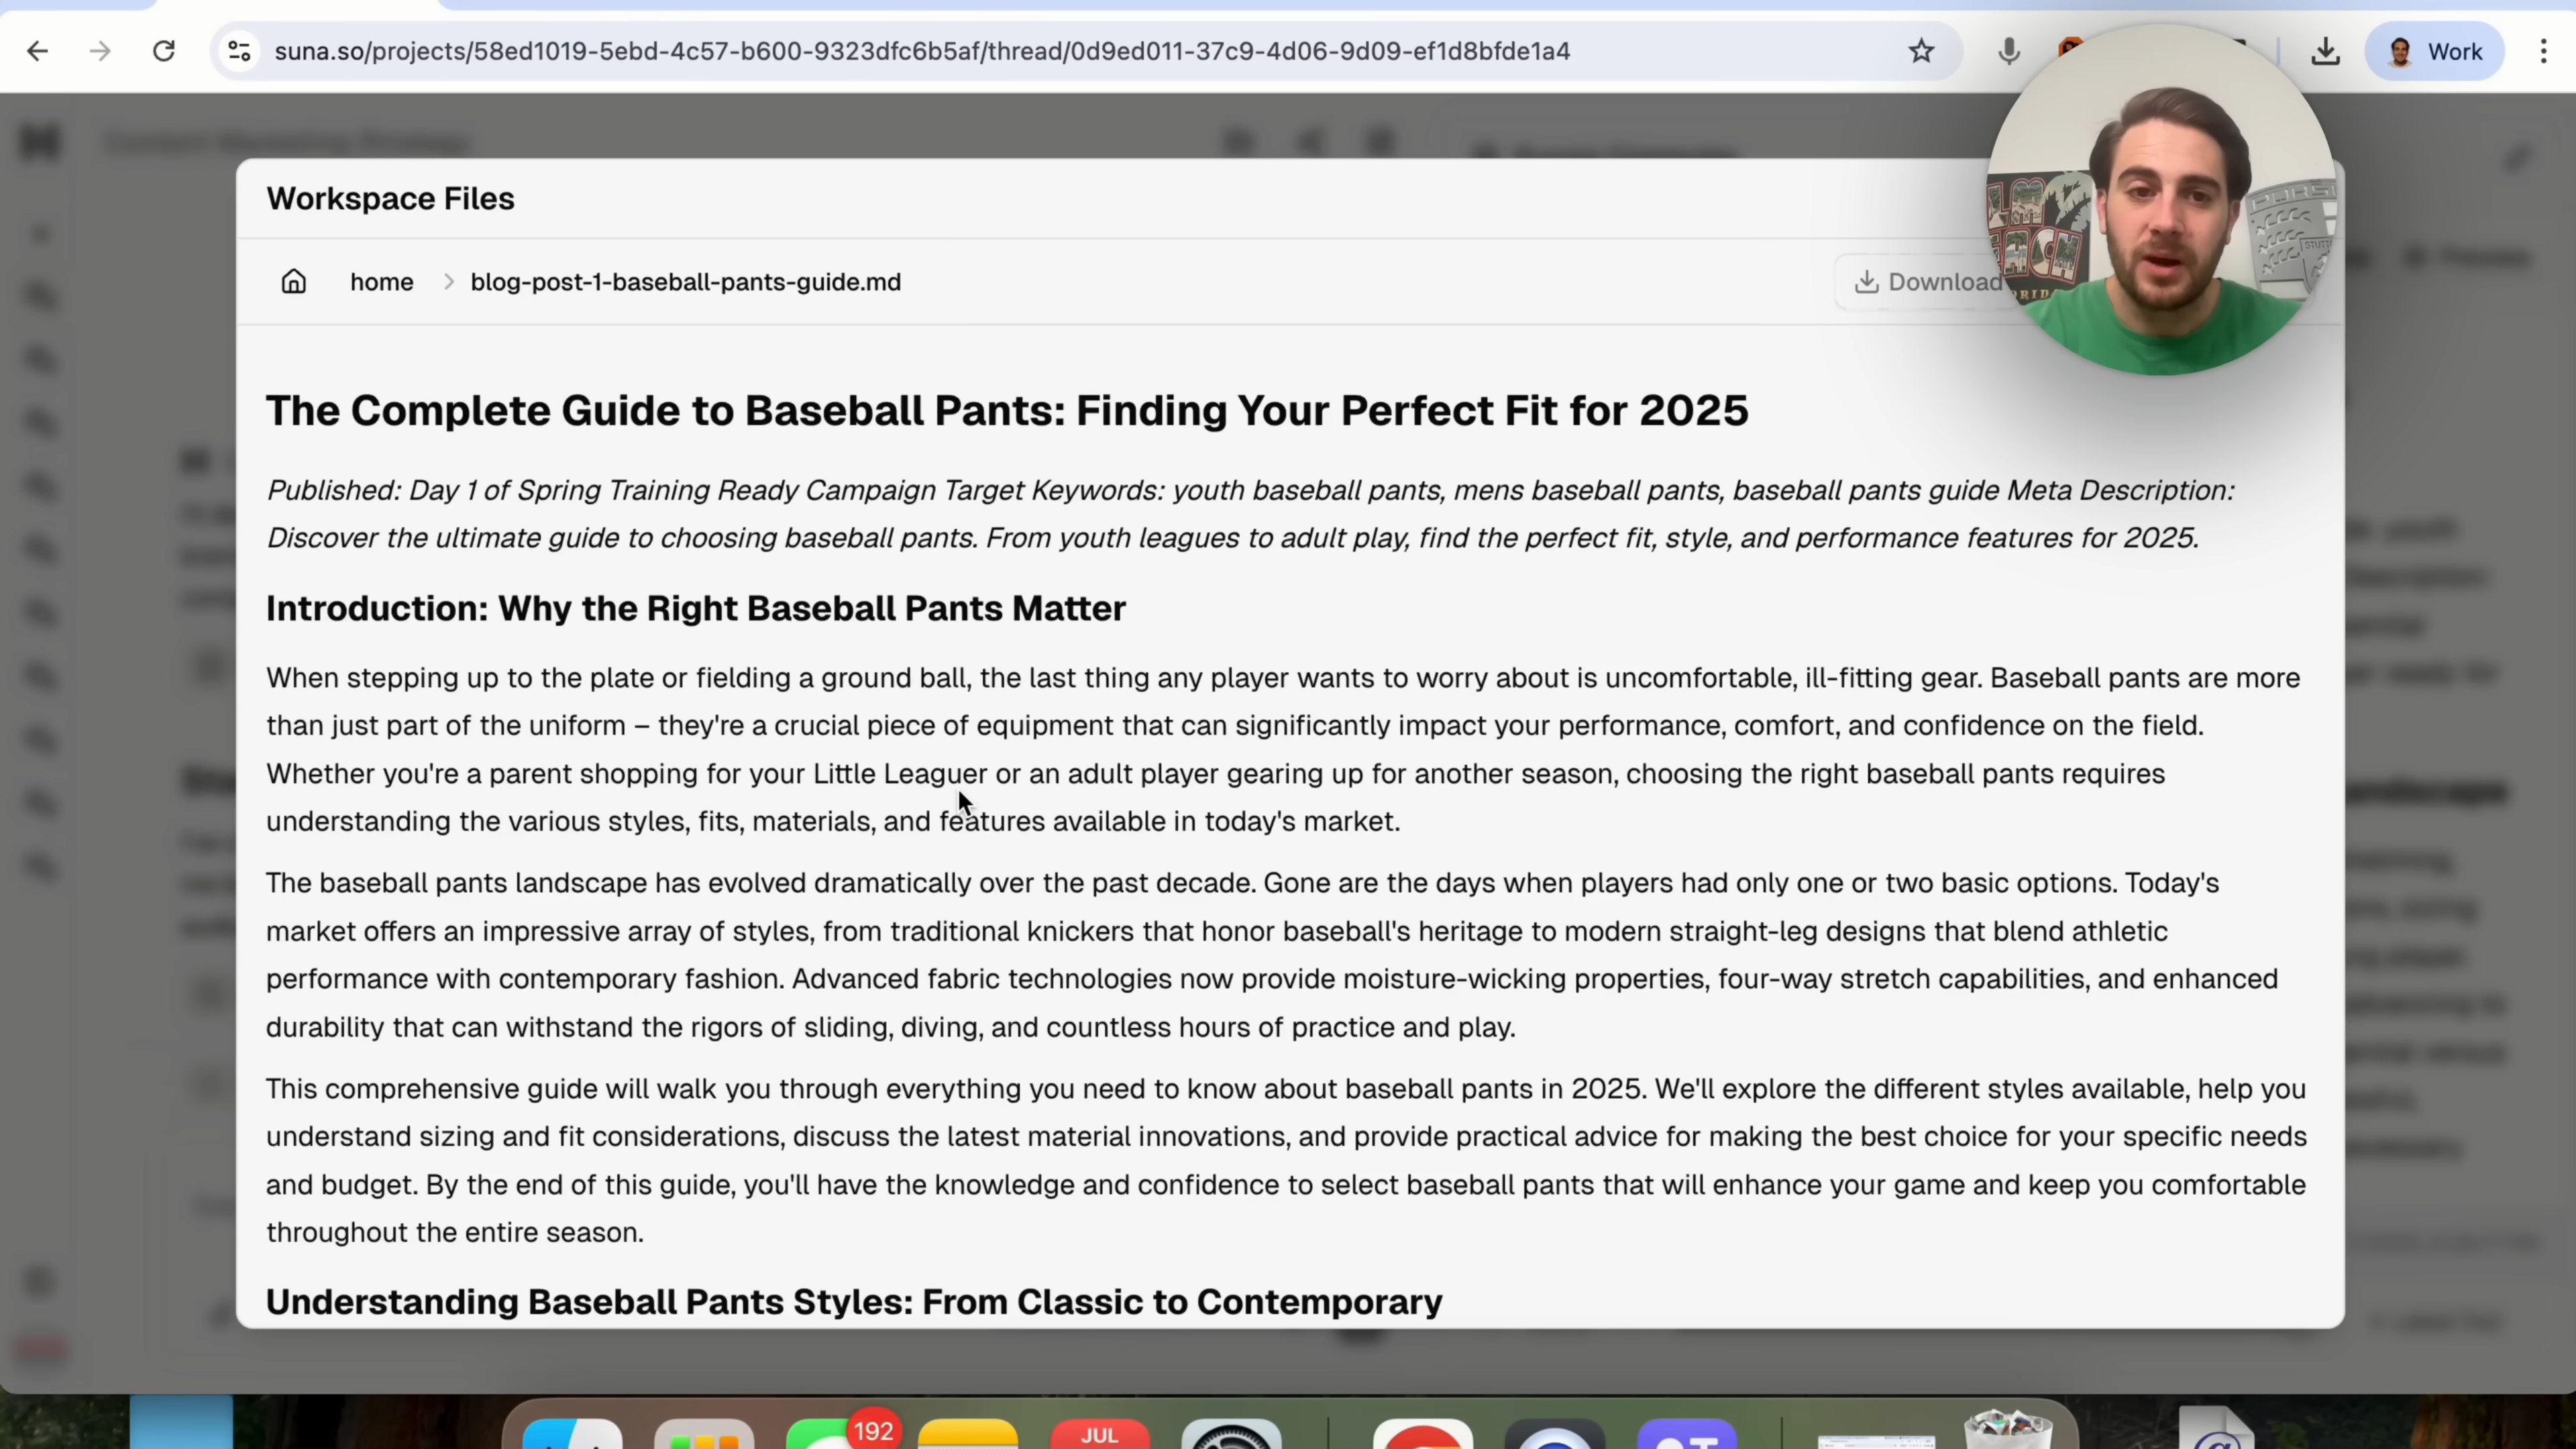 suna.so/projects/58ed1019-5ebd-4c57-b600-9323dfc6b5af/thread/0d9ed011-37c9-4d06-9d09-ef1d8bfde1a4
Work
Content Marketing Strategy
Workspace Files
home
blog-post-1-baseball-pants-guide.md
Download
The Complete Guide to Baseball Pants: Finding Your Perfect Fit for 2025
Published: Day 1 of Spring Training Ready Campaign Target Keywords: youth baseball pants, mens baseball pants, baseball pants guide Meta Description:
Discover the ultimate guide to choosing baseball pants. From youth leagues to adult play, find the perfect fit, style, and performance features for 2025.
Introduction: Why the Right Baseball Pants Matter
When stepping up to the plate or fielding a ground ball, the last thing any player wants to worry about is uncomfortable, ill-fitting gear. Baseball pants are more
than just part of the uniform – they're a crucial piece of equipment that can significantly impact your performance, comfort, and confidence on the field.
Whether you're a parent shopping for your Little Leaguer or an adult player gearing up for another season, choosing the right baseball pants requires
understanding the various styles, fits, materials, and features available in today's market.
The baseball pants landscape has evolved dramatically over the past decade. Gone are the days when players had only one or two basic options. Today's
market offers an impressive array of styles, from traditional knickers that honor baseball's heritage to modern straight-leg designs that blend athletic
performance with contemporary fashion. Advanced fabric technologies now provide moisture-wicking properties, four-way stretch capabilities, and enhanced
durability that can withstand the rigors of sliding, diving, and countless hours of practice and play.
This comprehensive guide will walk you through everything you need to know about baseball pants in 2025. We'll explore the different styles available, help you
understand sizing and fit considerations, discuss the latest material innovations, and provide practical advice for making the best choice for your specific needs
and budget. By the end of this guide, you'll have the knowledge and confidence to select baseball pants that will enhance your game and keep you comfortable
throughout the entire season.
Understanding Baseball Pants Styles: From Classic to Contemporary
192
JUL